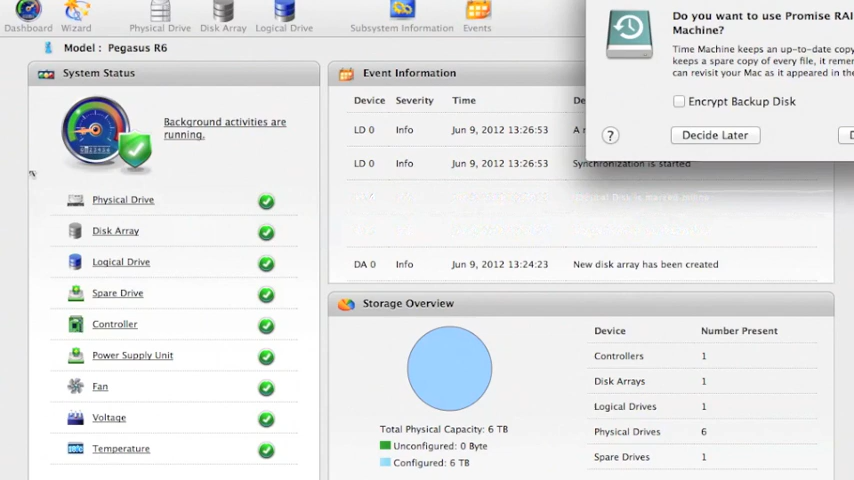 Dashboard Wizard Physical Drive Disk Array Logical Drive Subsystem Information Events
Model : Pegasus R6
System Status
Background activities are
running.
Physical Drive
Disk Array
Logical Drive
Spare Drive
Controller
Power Supply Unit
Fan
Voltage
Temperature
Event Information
Device Severity Time De
LD 0 Info Jun 9, 2012 13:26:53 A n
LD 0 Info Jun 9, 2012 13:26:53 Synchronization is started
DA 0 Info Jun 9, 2012 13:24:23 New disk array has been created
Storage Overview
Total Physical Capacity: 6 TB
Unconfigured: 0 Byte
Configured: 6 TB
Device Number Present
Controllers 1
Disk Arrays 1
Logical Drives 1
Physical Drives 6
Spare Drives 1
Do you want to use Promise RAI
Machine?
Time Machine keeps an up-to-date copy
keeps a spare copy of every file, it reme
can revisit your Mac as it appeared in the
Encrypt Backup Disk
? Decide Later D